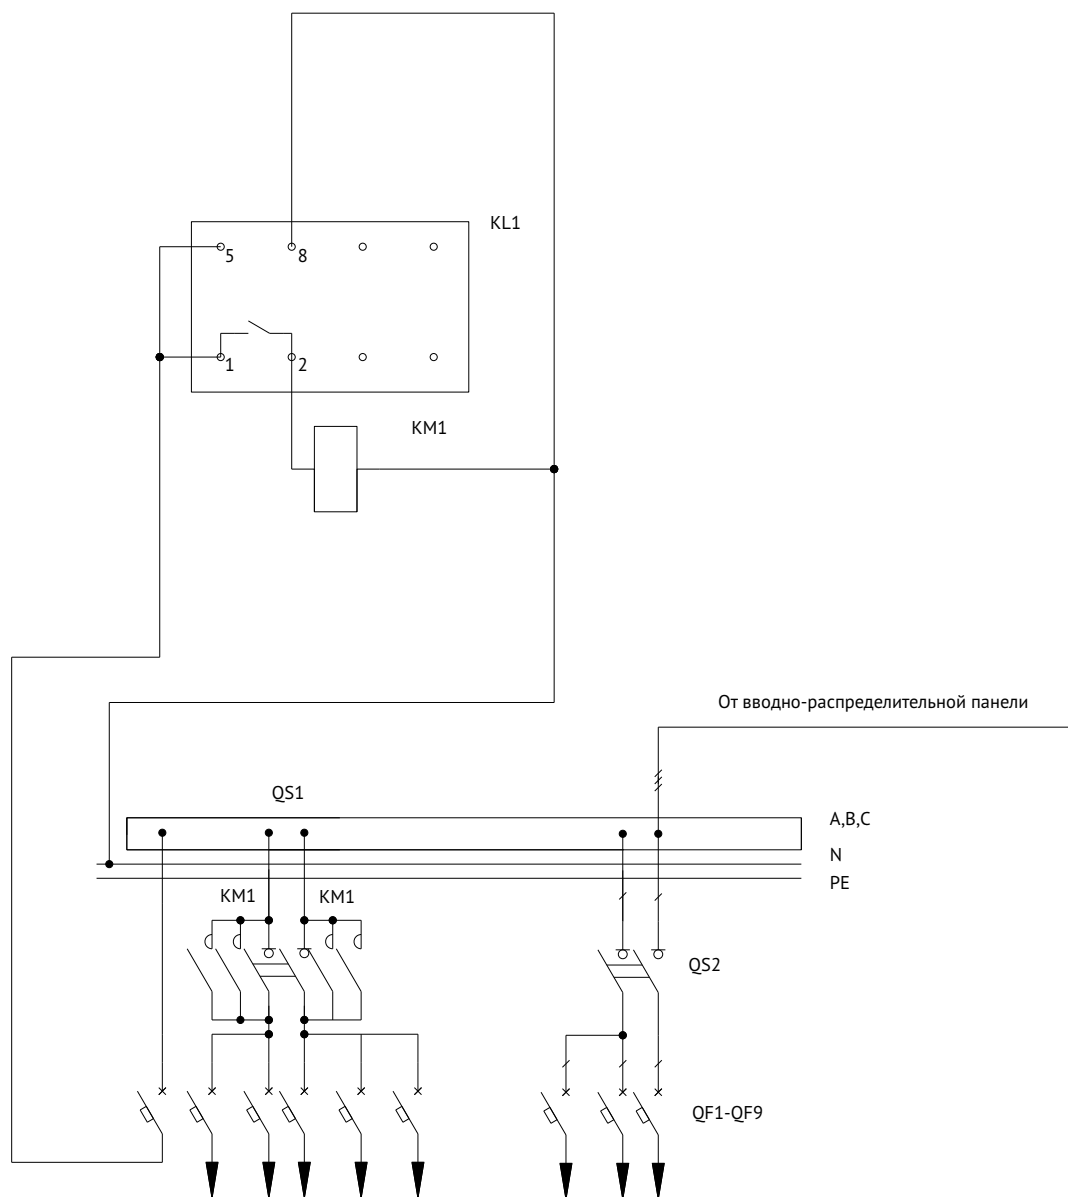 KL1
5
8
1
2
KM1
От вводно-распределительной панели
QS1
A,B,C
N
PE
KM1
KM1
QS2
QF1-QF9